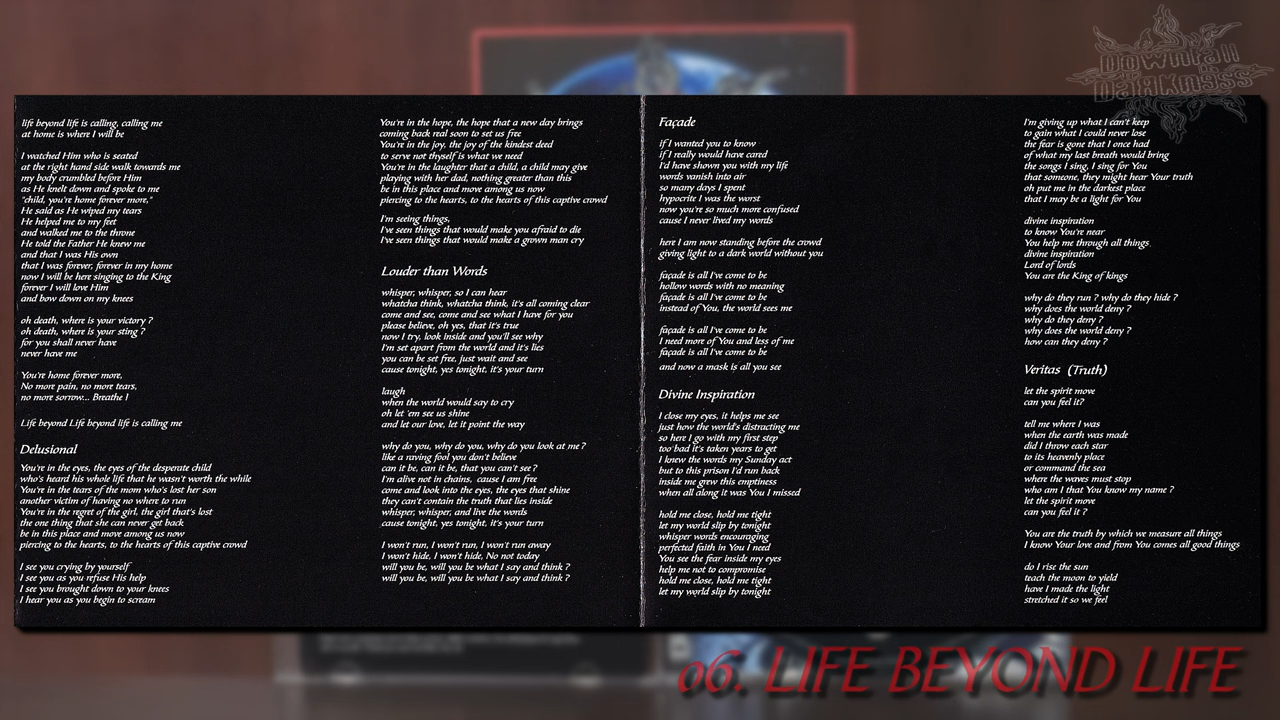 life beyond life is calling, calling me
at home is where I will be
I watched Him who is seated
at the right hand side walk towards me
my body crumbled before Him
as He knelt down and spoke to me
"child, you're home forever more,"
He said as He wiped my tears
He helped me to my feet
and walked me to the throne
He told the Father He knew me
and that I was His own
that I was forever, forever in my home
now I will be here singing to the King
forever I will love Him
and bow down on my knees
oh death, where is your victory ?
oh death, where is your sting ?
for you shall never have
never have me
You're home forever more,
No more pain, no more tears,
no more sorrow... Breathe !
Life beyond Life beyond life is calling me
Delusional
You're in the eyes, the eyes of the desperate child
who's heard his whole life that he wasn't worth the while
You're in the tears of the mom who's lost her son
another victim of having no where to run
You're in the regret of the girl, the girl that's lost
the one thing that she can never get back
be in this place and move among us now
piercing to the hearts, to the hearts of this captive crowd
I see you crying by yourself
I see you as you refuse His help
I see you brought down to your knees
I hear you as you begin to scream
You're in the hope, the hope that a new day brings
coming back real soon to set us free
You're in the joy, the joy of the kindest deed
to serve not thyself is what we need
You're in the laughter that a child, a child may give
playing with her dad, nothing greater than this
be in this place and move among us now
piercing to the hearts, to the hearts of this captive crowd
I'm seeing things,
I've seen things that would make you afraid to die
I've seen things that would make a grown man cry
Louder than Words
whisper, whisper, so I can hear
whatcha think, whatcha think, it's all coming clear
come and see, come and see what I have for you
please believe, oh yes, that it's true
now I try, look inside and you'll see why
I'm set apart from the world and it's lies
you can be set free, just wait and see
cause tonight, yes tonight, it's your turn
laugh
when the world would say to cry
oh let 'em see us shine
and let our love, let it point the way
why do you, why do you, why do you look at me ?
like a raving fool you don't believe
can it be, can it be, that you can't see ?
I'm alive not in chains, cause I am free
come and look into the eyes, the eyes that shine
they can't contain the truth that lies inside
whisper, whisper, and live the words
cause tonight, yes tonight, it's your turn
I won't run, I won't run, I won't run away
I won't hide, I won't hide, No not today
will you be, will you be what I say and think ?
will you be, will you be what I say and think ?
Façade
if I wanted you to know
if I really would have cared
I'd have shown you with my life
words vanish into air
so many days I spent
hypocrite I was the worst
now you're so much more confused
cause I never lived my words
here I am now standing before the crowd
giving light to a dark world without you
façade is all I've come to be
hollow words with no meaning
façade is all I've come to be
instead of You, the world sees me
façade is all I've come to be
I need more of You and less of me
façade is all I've come to be
and now a mask is all you see
Divine Inspiration
I close my eyes, it helps me see
just how the world's distracting me
so here I go with my first step
too bad it's taken years to get
I knew the words my Sunday act
but to this prison I'd run back
inside me grew this emptiness
when all along it was You I missed
hold me close, hold me tight
let my world slip by tonight
whisper words encouraging
perfected faith in You I need
You see the fear inside my eyes
help me not to compromise
hold me close, hold me tight
let my world slip by tonight
I'm giving up what I can't keep
to gain what I could never lose
the fear is gone that I once had
of what my last breath would bring
the songs I sing, I sing for You
that someone, they might hear Your truth
oh put me in the darkest place
that I may be a light for You
divine inspiration
to know You're near
You help me through all things
divine inspiration
Lord of lords
You are the King of kings
why do they run ? why do they hide ?
why does the world deny ?
why do they deny ?
why does the world deny ?
how can they deny ?
Veritas (Truth)
let the spirit move
can you feel it?
tell me where I was
when the earth was made
did I throw each star
to its heavenly place
or command the sea
where the waves must stop
who am I that You know my name ?
let the spirit move
can you feel it ?
You are the truth by which we measure all things
I know Your love and from You comes all good things
do I rise the sun
teach the moon to yield
have I made the light
stretched it so we feel
Downfall
Darknyss
06. LIFE BEYOND LIFE